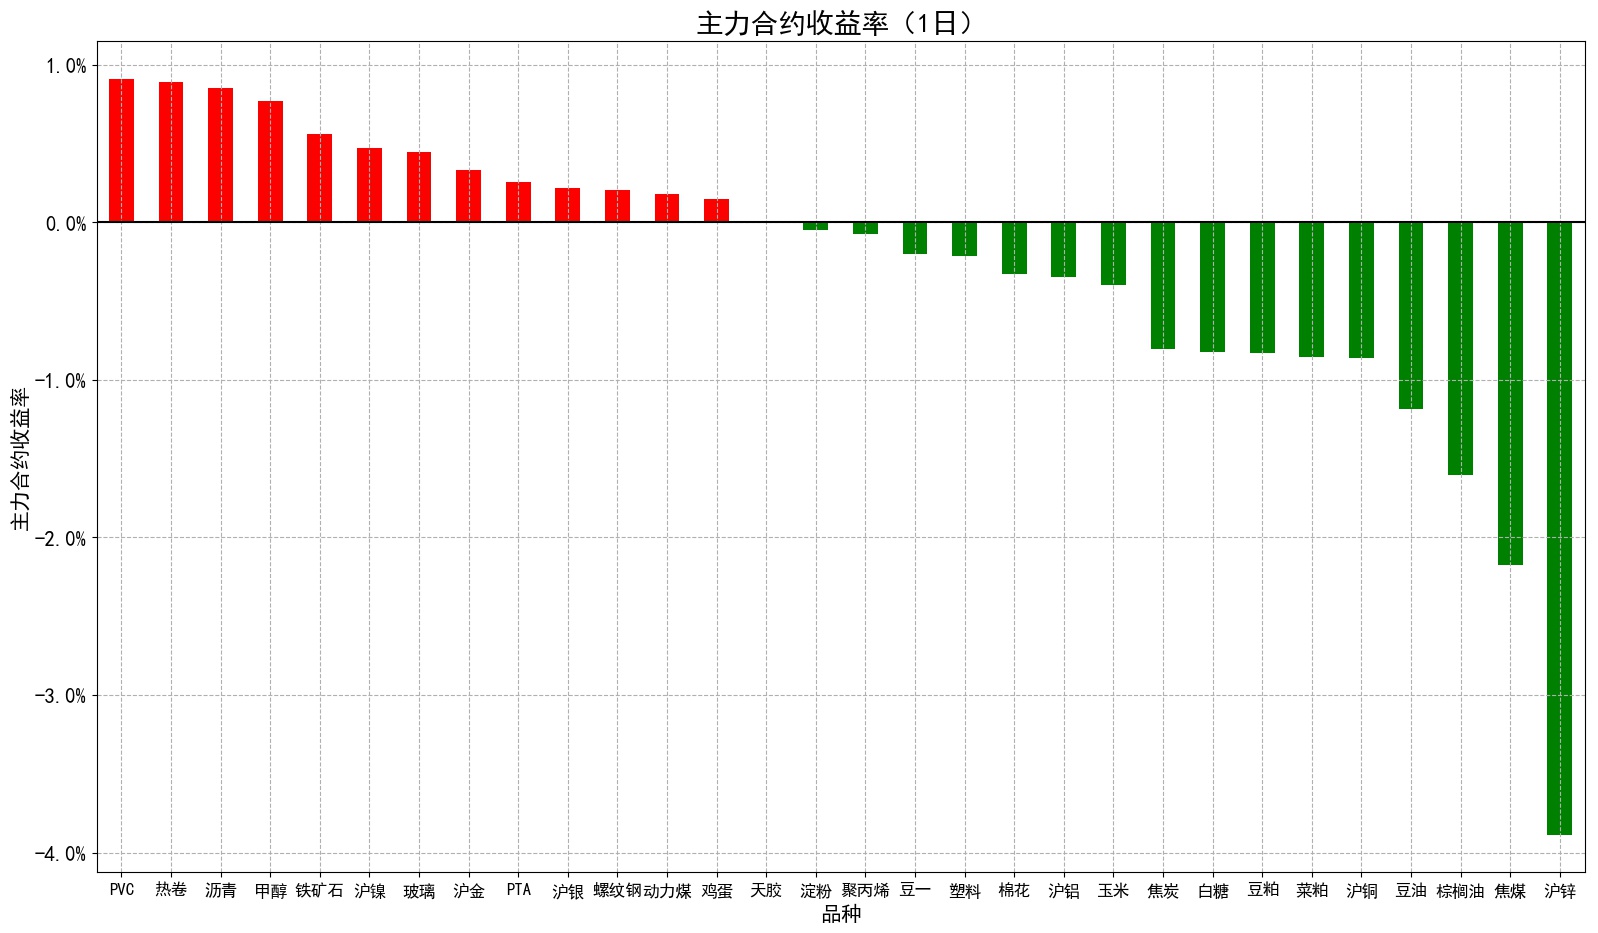 主力合约收益率（1日）
1.0%
0.0%
−1.0%
−2.0%
−3.0%
−4.0%
主力合约收益率
PVC 热卷 沥青 甲醇 铁矿石 沪镍 玻璃 沪金 PTA 沪银 螺纹钢 动力煤 鸡蛋 天胶 淀粉 聚丙烯 豆一 塑料 棉花 沪铝 玉米 焦炭 白糖 豆粕 菜粕 沪铜 豆油 棕榈油 焦煤 沪锌
品种